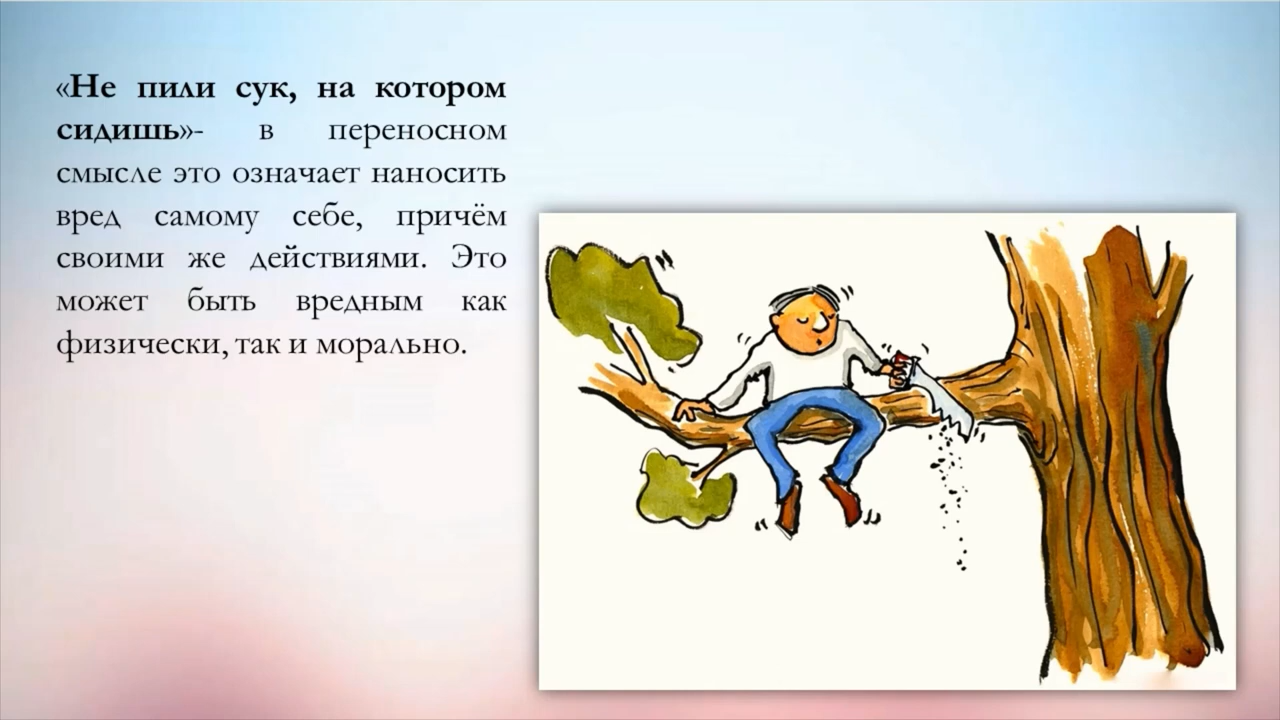 «Не пили сук, на котором
сидишь»- в переносном
смысле это означает наносить
вред самому себе, причём
своими же действиями. Это
может быть вредным как
физически, так и морально.